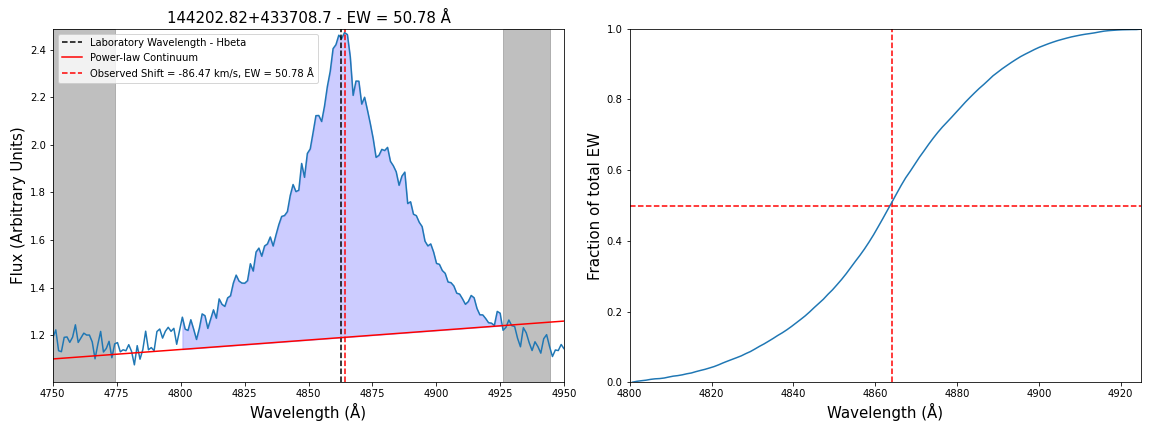 144202.82+433708.7 - EW = 50.78 Å
Laboratory Wavelength - Hbeta
Power-law Continuum
Observed Shift = -86.47 km/s, EW = 50.78 Å
Flux (Arbitrary Units)
2.4
2.2
2.0
1.8
1.6
1.4
1.2
4750 4775 4800 4825 4850 4875 4900 4925 4950
Wavelength (Å)
Fraction of total EW
1.0
0.8
0.6
0.4
0.2
0.0
4800 4820 4840 4860 4880 4900 4920
Wavelength (Å)